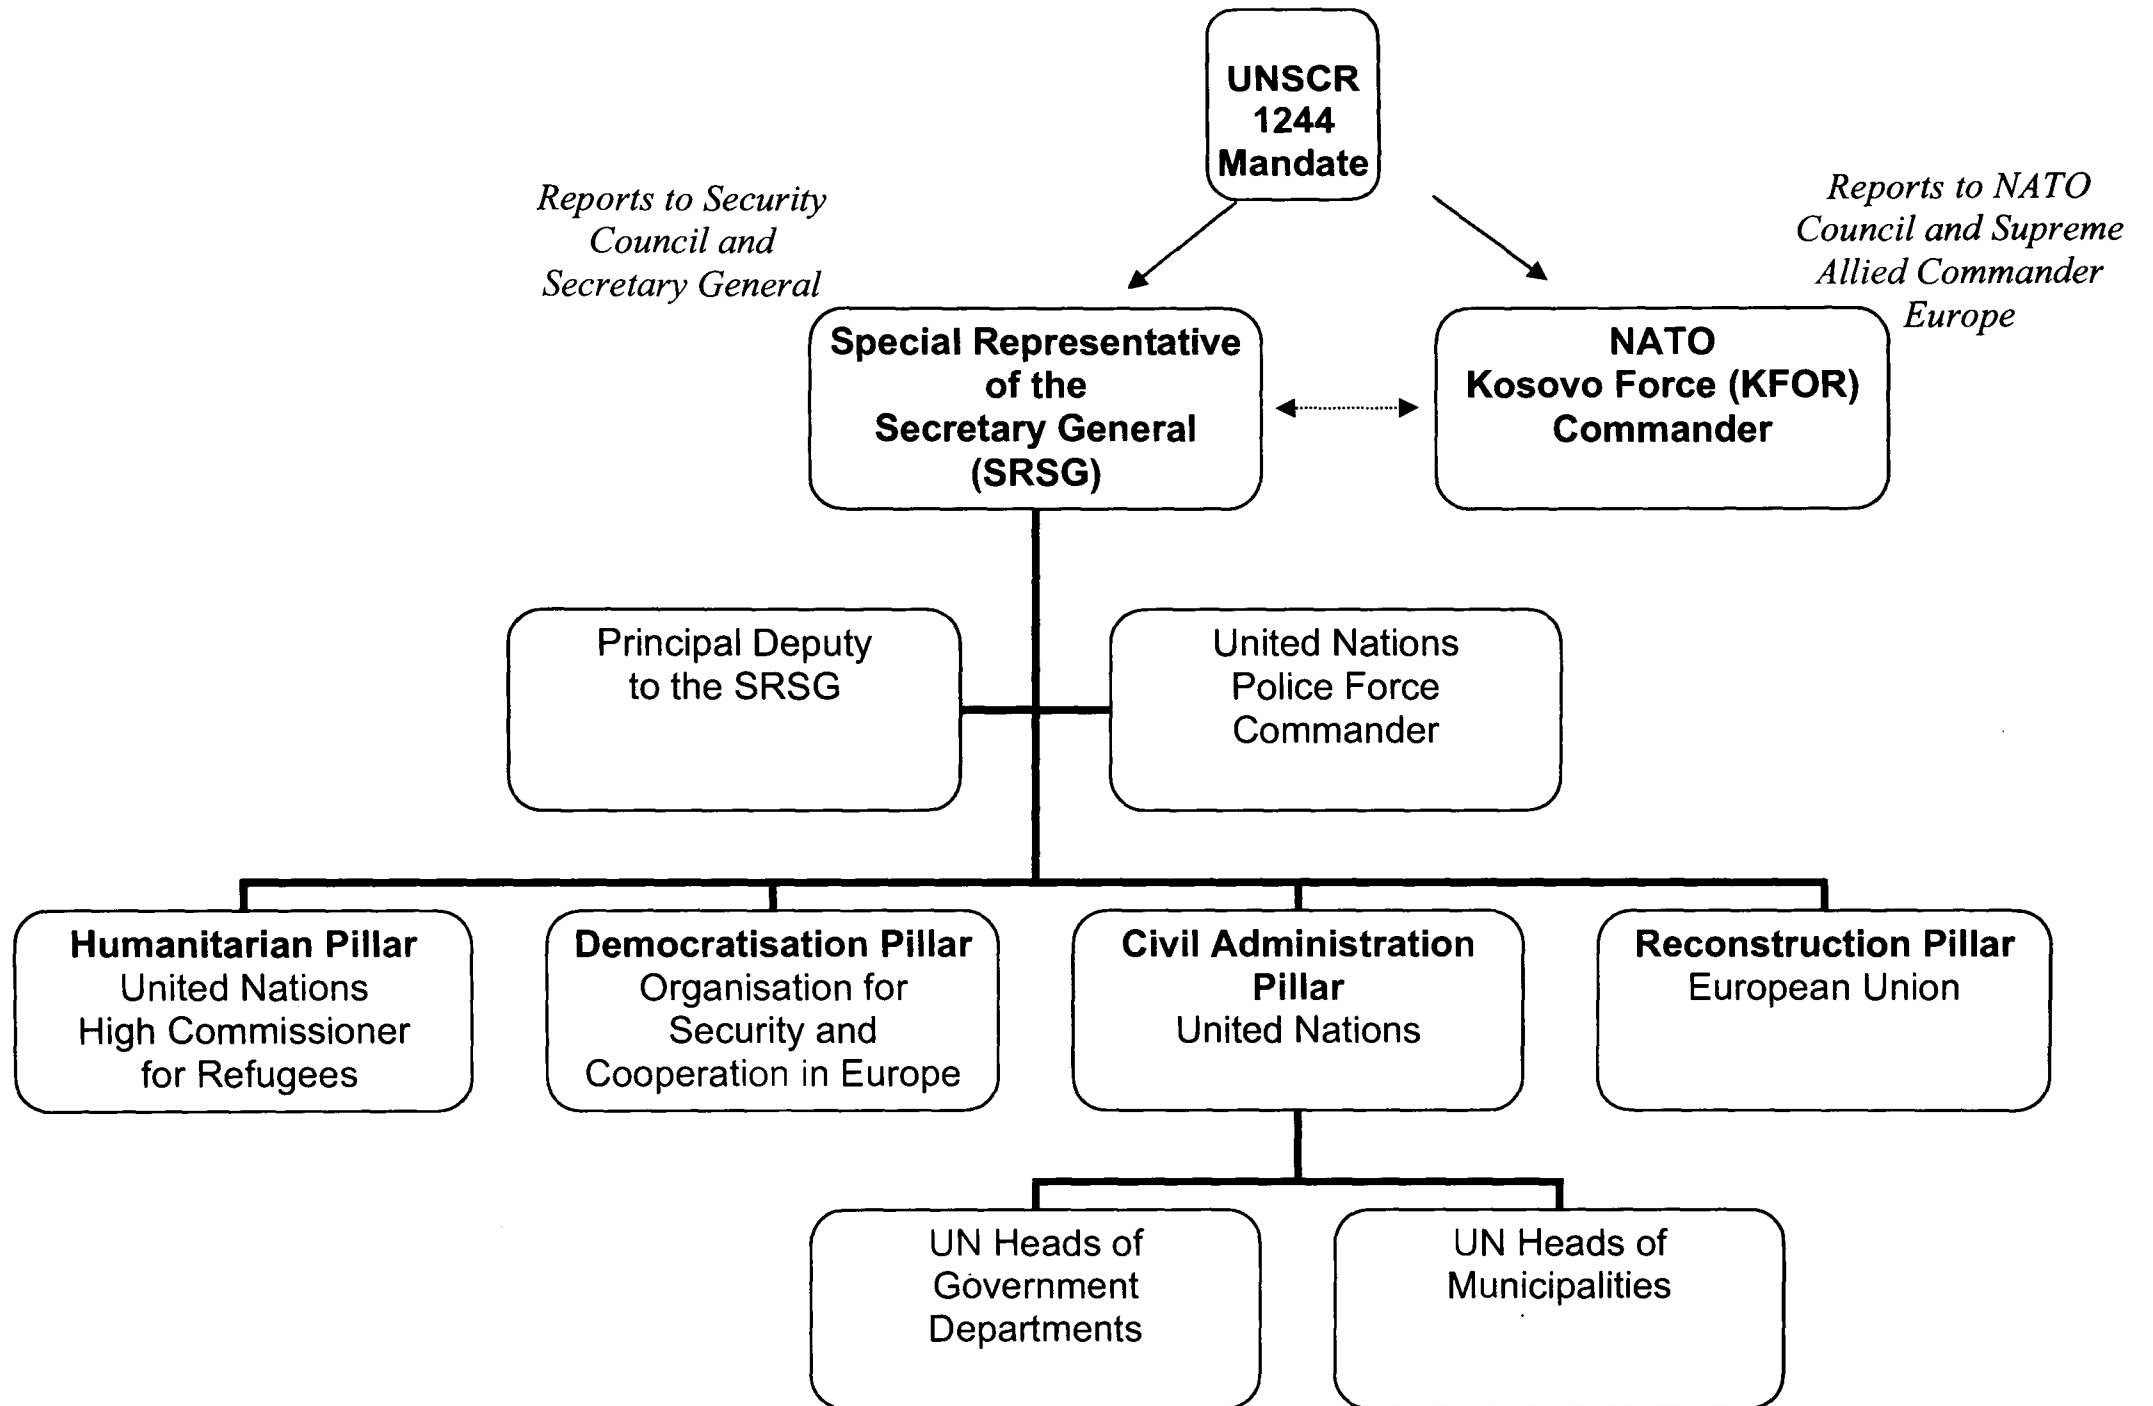 UNSCR
1244
Mandate
Reports to Security
Council and
Secretary General
Reports to NATO
Council and Supreme
Allied Commander
Europe
Special Representative
of the
Secretary General
(SRSG)
NATO
Kosovo Force (KFOR)
Commander
Principal Deputy
to the SRSG
United Nations
Police Force
Commander
Humanitarian Pillar
United Nations
High Commissioner
for Refugees
Democratisation Pillar
Organisation for
Security and
Cooperation in Europe
Civil Administration
Pillar
United Nations
Reconstruction Pillar
European Union
UN Heads of
Government
Departments
UN Heads of
Municipalities